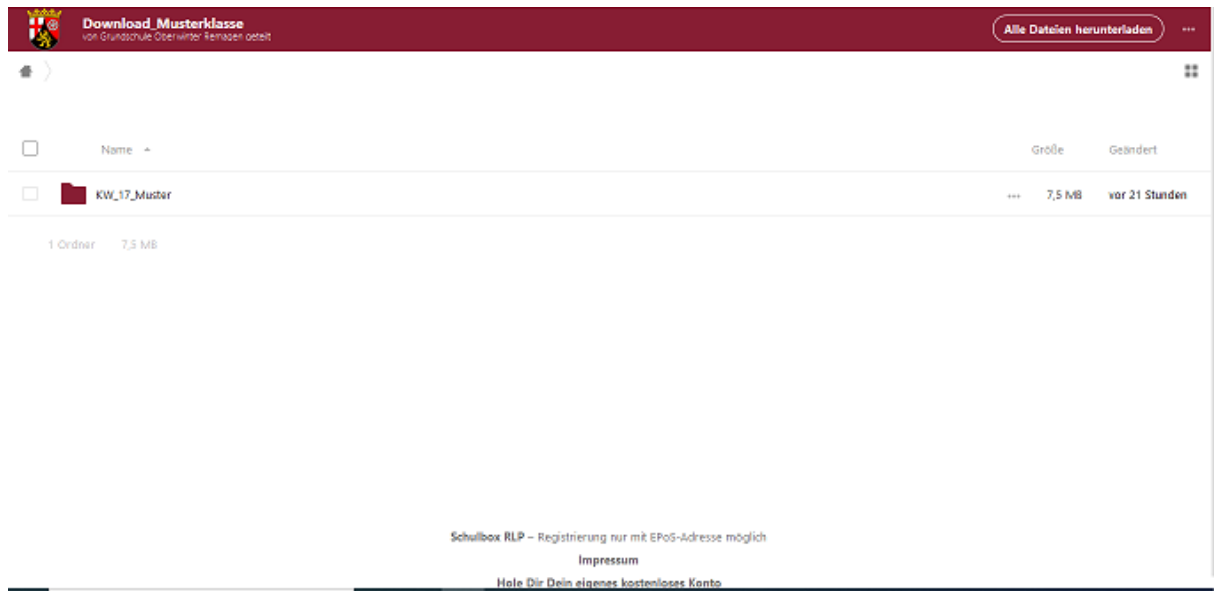 Download_Musterklasse
von Grundschule Oberwinter Remagen geteilt
Alle Dateien herunterladen
Name
Größe
Geändert
KW_17_Muster
7,5 MB
vor 21 Stunden
1 Ordner 7,5 MB
Schulbox RLP – Registrierung nur mit EPoS-Adresse möglich
Impressum
Hole Dir Dein eigenes kostenloses Konto